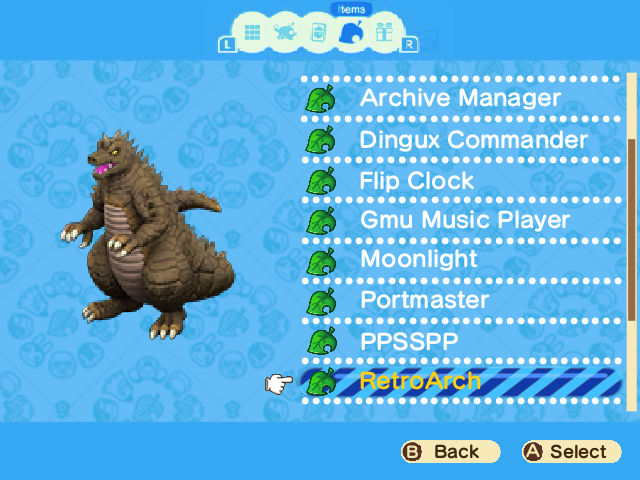 Items
L
R
Archive Manager
Dingux Commander
Flip Clock
Gmu Music Player
Moonlight
Portmaster
PPSSPP
RetroArch
B Back
A Select